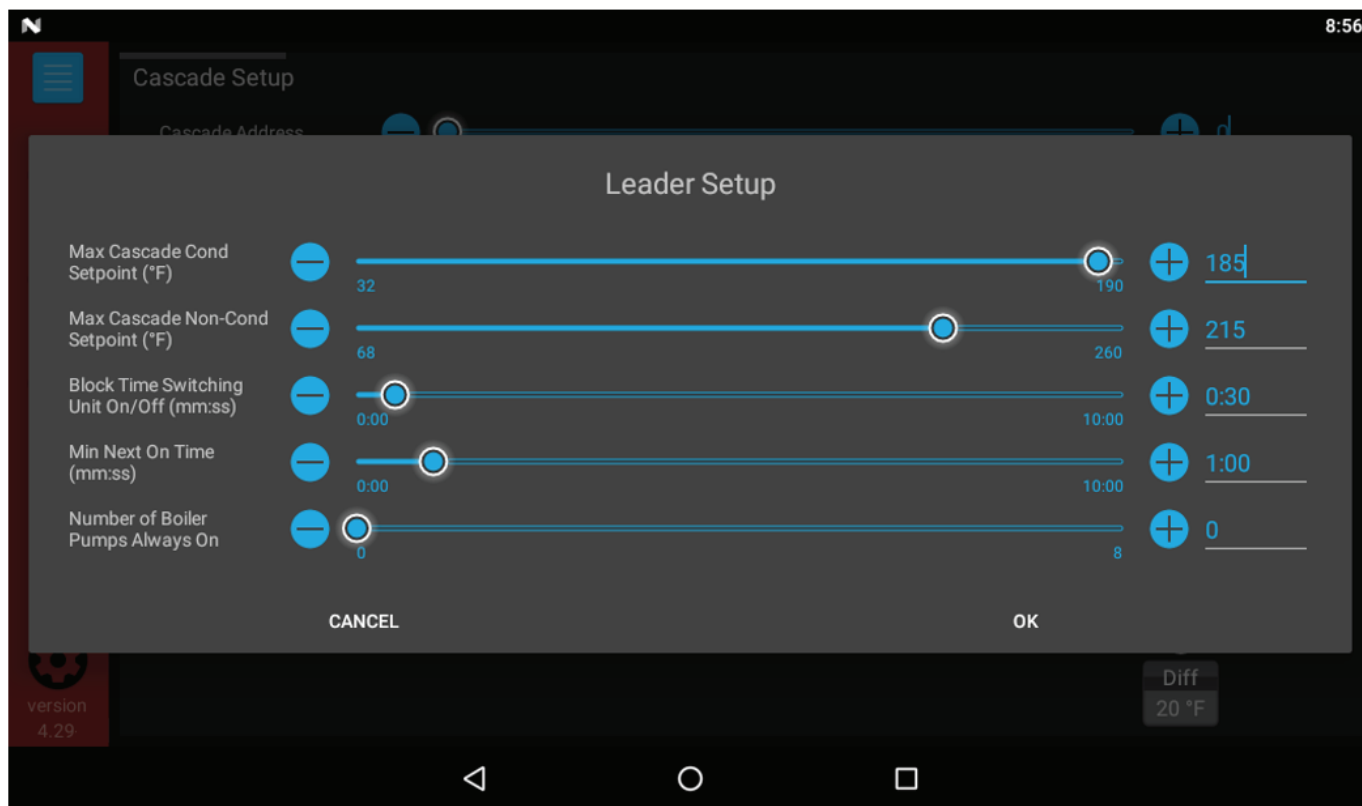 8:56
Cascade Setup
Cascade Address
0
Leader Setup
Max Cascade Cond
Setpoint (°F)
32
190
185
Max Cascade Non-Cond
Setpoint (°F)
68
260
215
Block Time Switching
Unit On/Off (mm:ss)
0:00
10:00
0:30
Min Next On Time
(mm:ss)
0:00
10:00
1:00
Number of Boiler
Pumps Always On
0
8
0
CANCEL
OK
Diff
20 °F
version
4.29